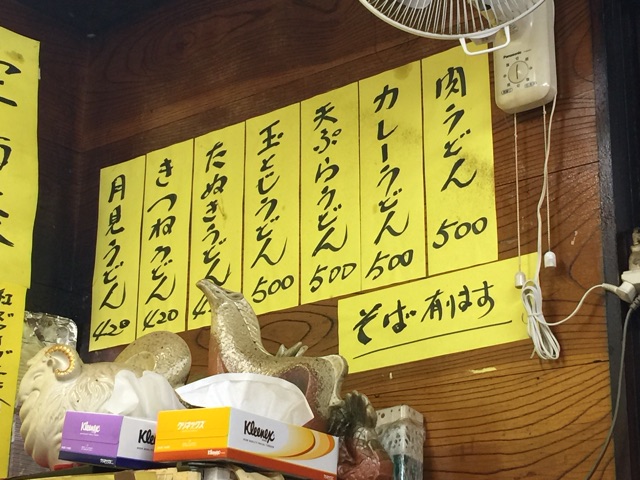 肉うどん 500
カレーうどん 500
天ぷらうどん 500
玉とじうどん 500
たぬきうどん 4
きつねうどん 420
月見うどん 420
そば有ります
Kleenex
クリネックス
Kleenex